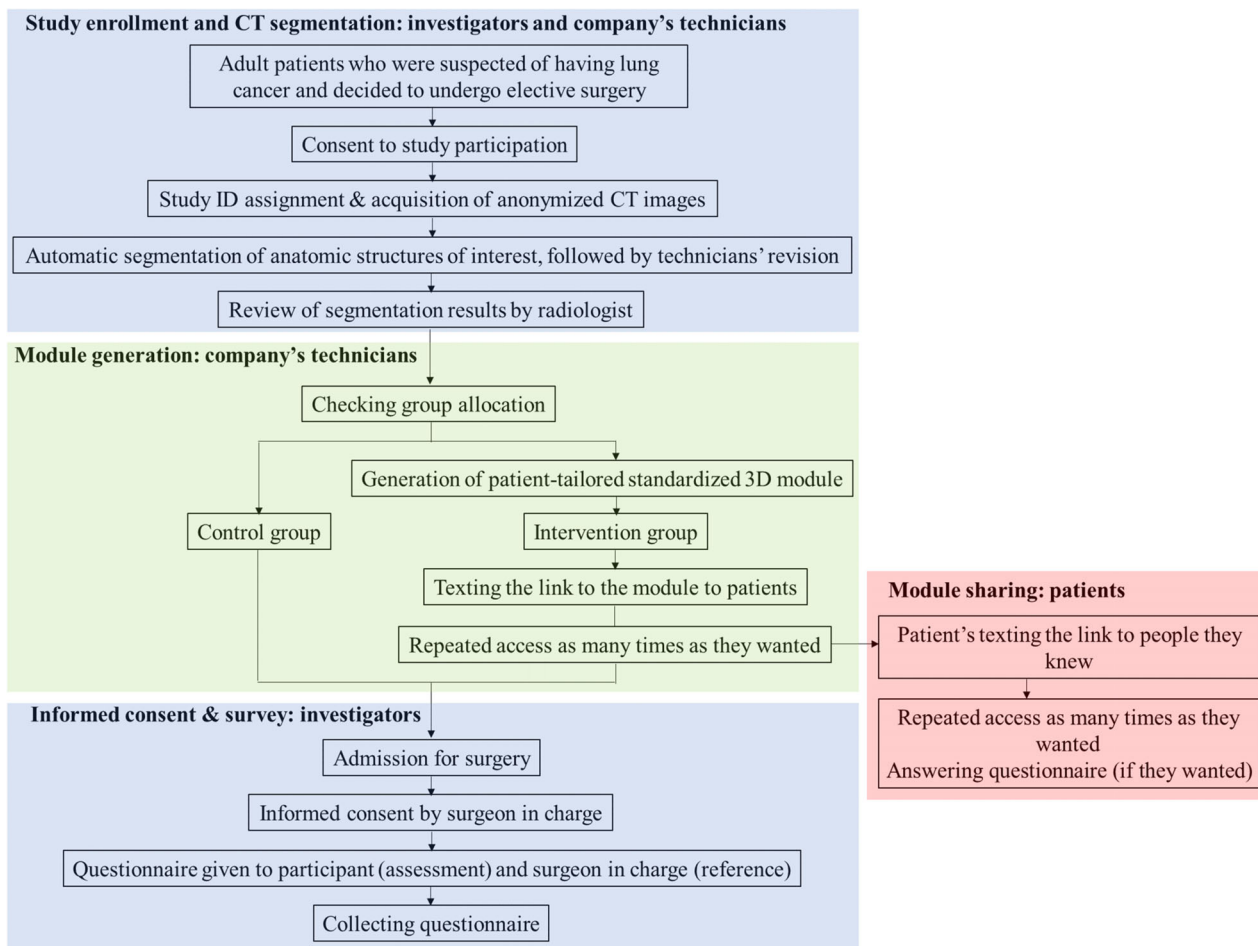 Study enrollment and CT segmentation: investigators and company’s technicians
Adult patients who were suspected of having lung
cancer and decided to undergo elective surgery
Consent to study participation
Study ID assignment & acquisition of anonymized CT images
Automatic segmentation of anatomic structures of interest, followed by technicians’ revision
Review of segmentation results by radiologist
Module generation: company’s technicians
Checking group allocation
Generation of patient-tailored standardized 3D module
Control group
Intervention group
Texting the link to the module to patients
Repeated access as many times as they wanted
Module sharing: patients
Patient’s texting the link to people they
knew
Repeated access as many times as they
wanted
Answering questionnaire (if they wanted)
Informed consent & survey: investigators
Admission for surgery
Informed consent by surgeon in charge
Questionnaire given to participant (assessment) and surgeon in charge (reference)
Collecting questionnaire